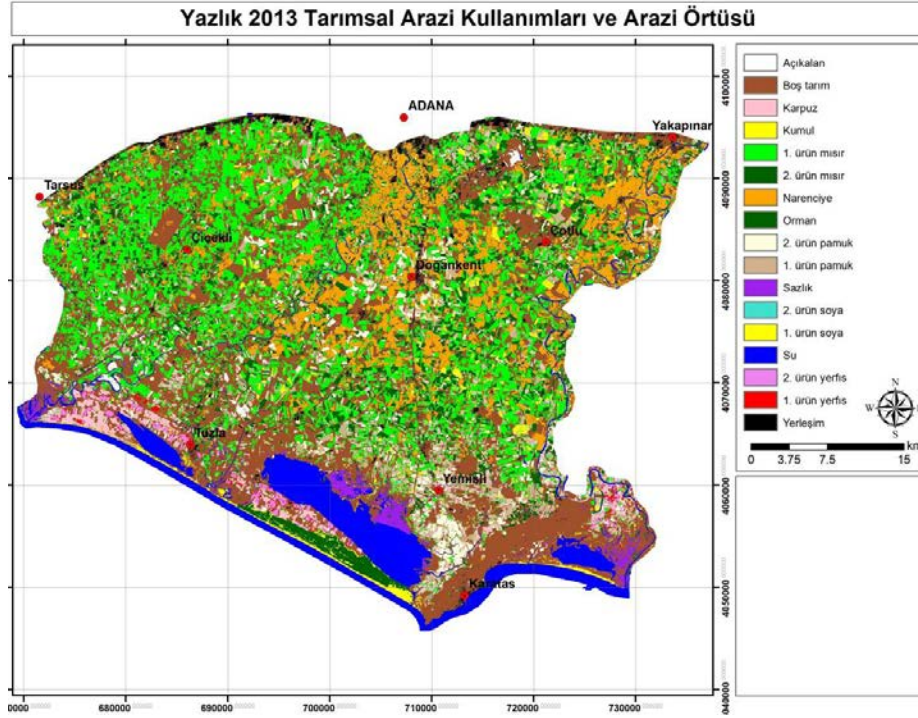 Yazlık 2013 Tarımsal Arazi Kullanımları ve Arazi Örtüsü
ADANA
Yakapınar
Tarsus
Çiçekli
Çotlu
Doğankent
Tuzla
Yemişli
Karataş
4100000
4090000
4080000
4070000
4060000
4050000
4040000
680000
690000
700000
710000
720000
730000
Açıkalan
Boş tarım
Karpuz
Kumul
1. ürün mısır
2. ürün mısır
Narenciye
Orman
2. ürün pamuk
1. ürün pamuk
Sazlık
2. ürün soya
1. ürün soya
Su
2. ürün yerfıs
1. ürün yerfıs
Yerleşim
N
W
S
km
0 3.75 7.5 15